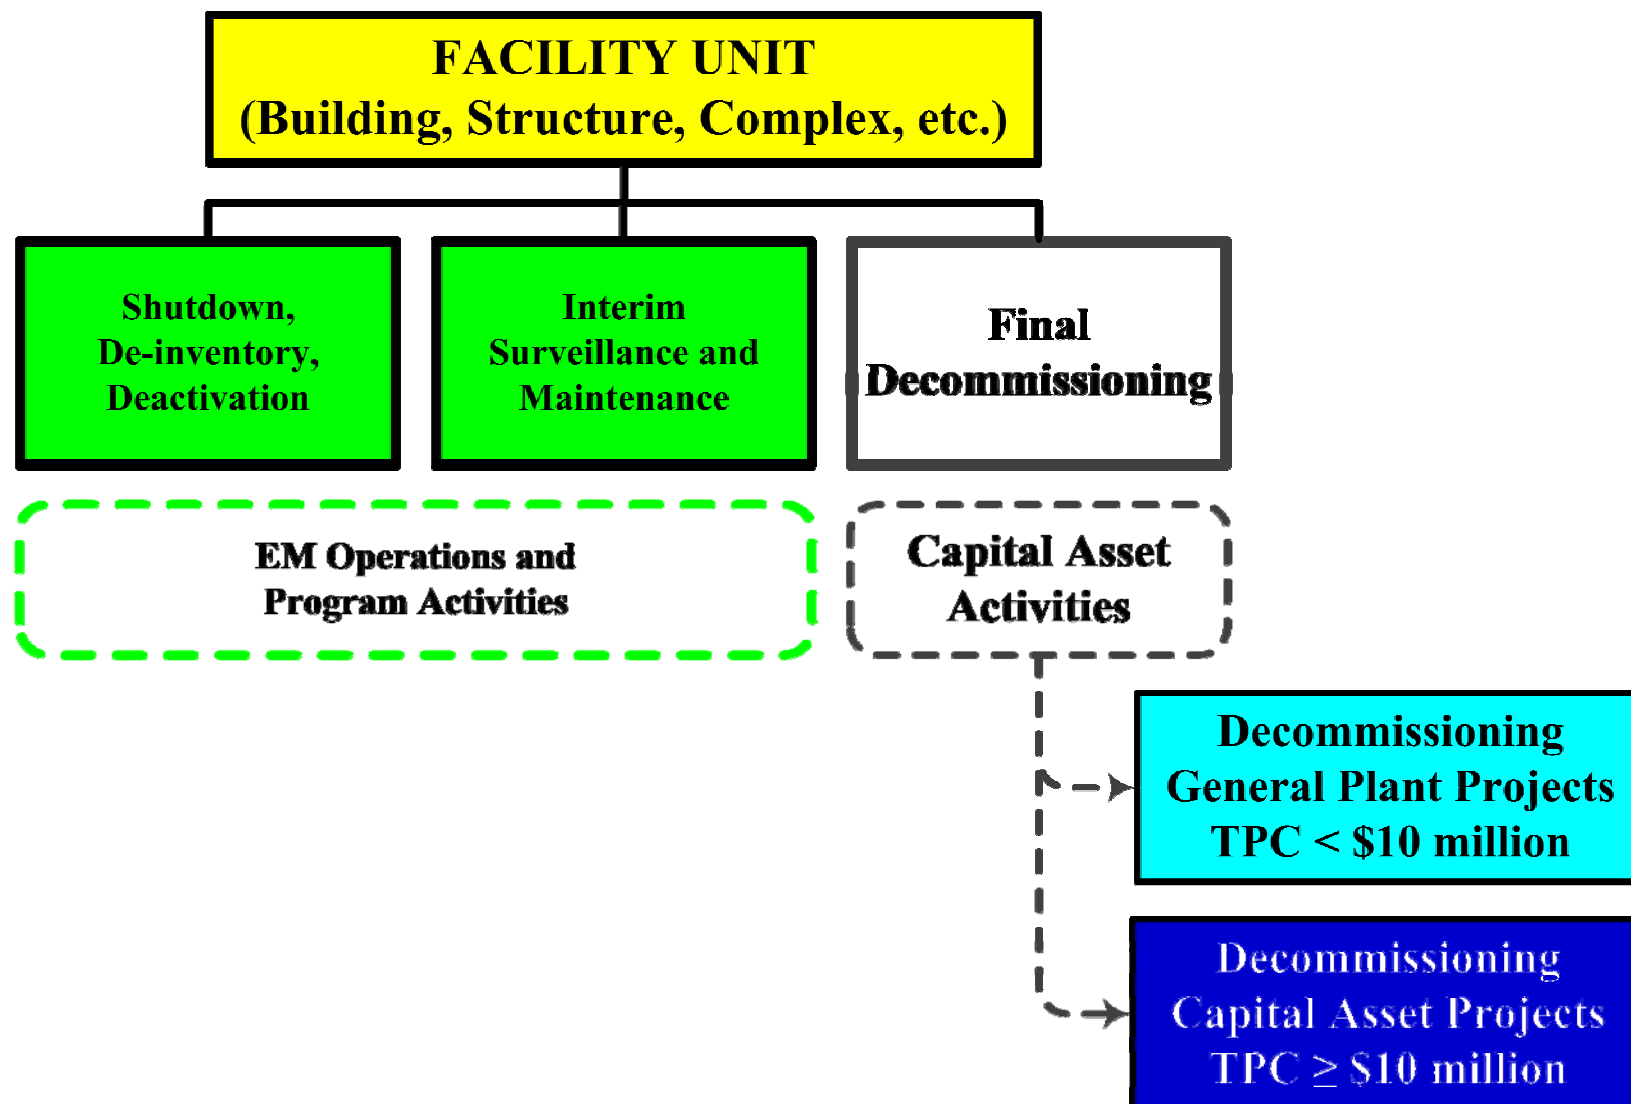 FACILITY UNIT
(Building, Structure, Complex, etc.)
Shutdown,
De-inventory,
Deactivation
Interim
Surveillance and
Maintenance
Final
Decommissioning
EM Operations and
Program Activities
Capital Asset
Activities
Decommissioning
General Plant Projects
TPC < $10 million
Decommissioning
Capital Asset Projects
TPC ≥ $10 million